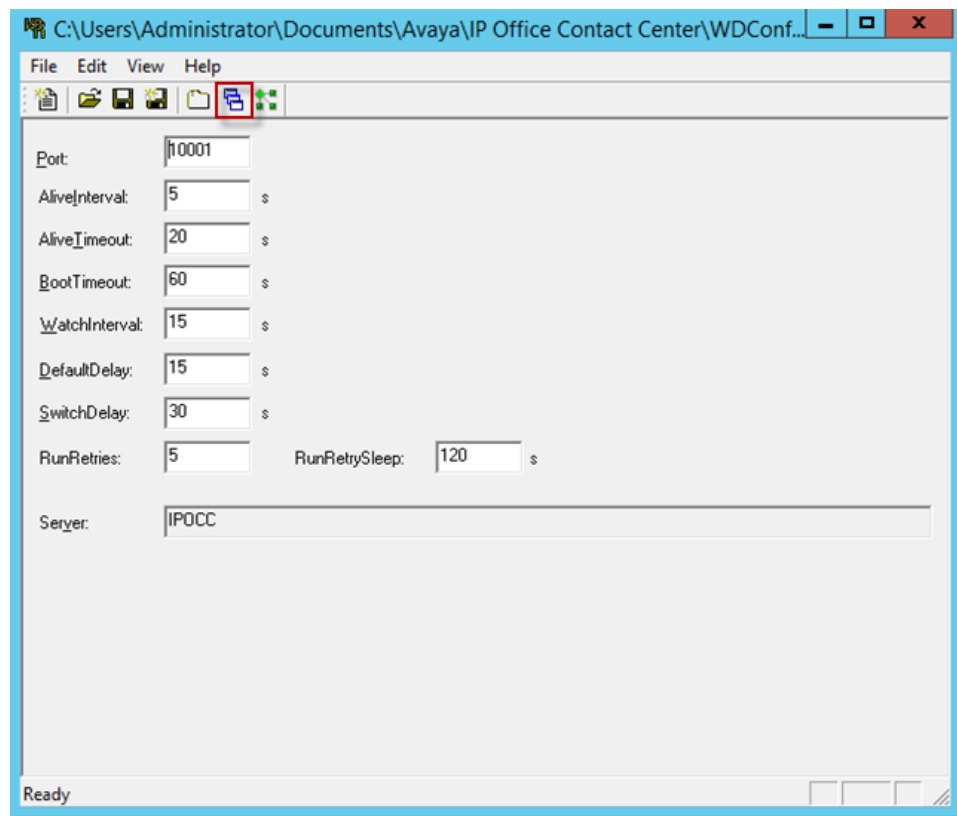 C:\Users\Administrator\Documents\Avaya\IP Office Contact Center\WDConf...
File Edit View Help
Port: 10001
AliveInterval: 5 s
AliveTimeout: 20 s
BootTimeout: 60 s
WatchInterval: 15 s
DefaultDelay: 15 s
SwitchDelay: 30 s
RunRetries: 5 RunRetrySleep: 120 s
Server: IPOCC
Ready